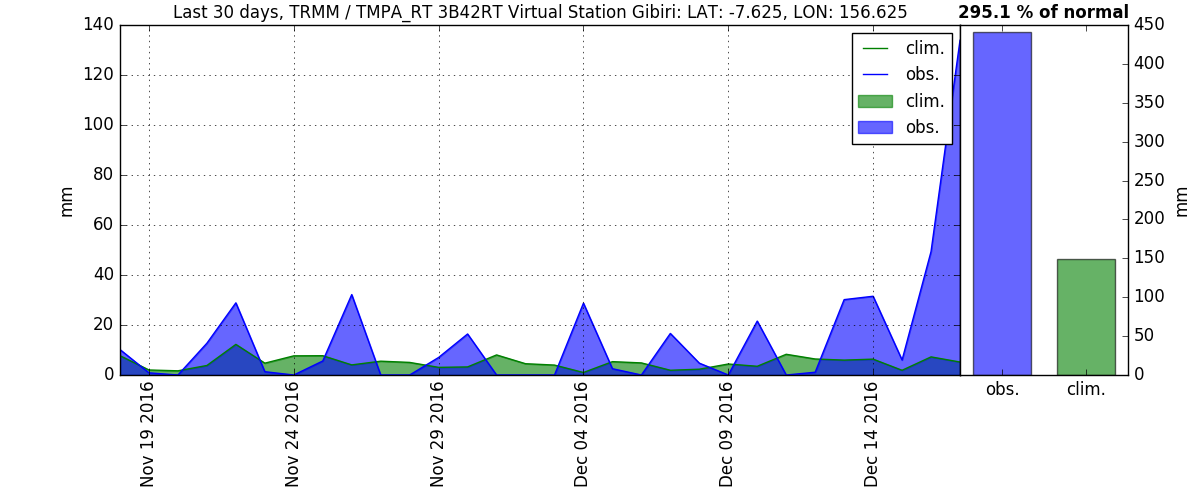 Last 30 days, TRMM / TMPA_RT 3B42RT Virtual Station Gibiri: LAT: -7.625, LON: 156.625
295.1 % of normal
140
120
100
80
60
40
20
0
mm
clim.
obs.
clim.
obs.
Nov 19 2016
Nov 24 2016
Nov 29 2016
Dec 04 2016
Dec 09 2016
Dec 14 2016
450
400
350
300
250
200
150
100
50
0
mm
obs.
clim.